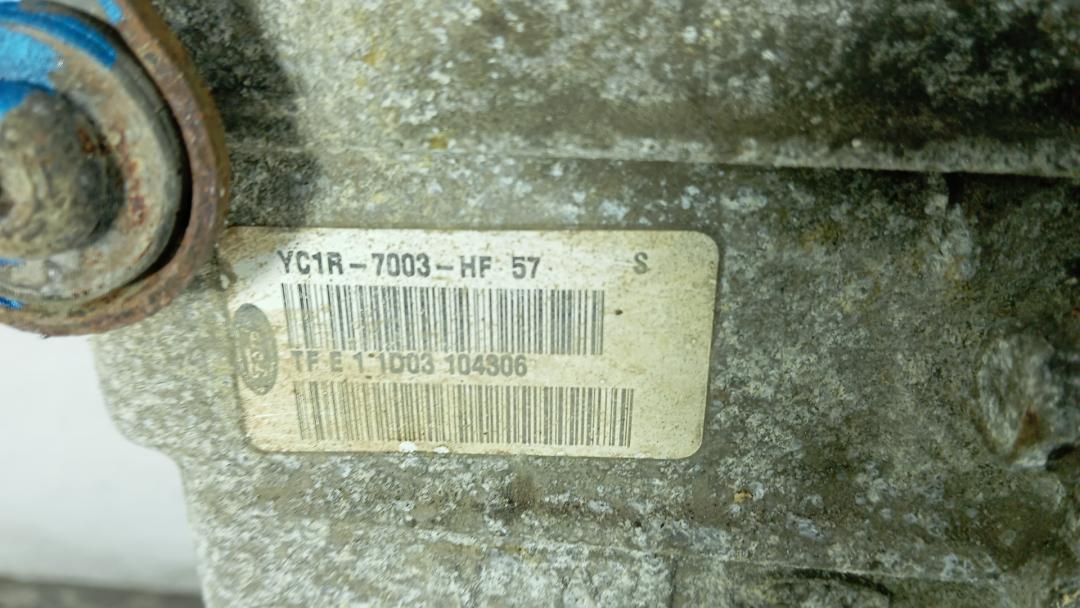 YC1R-7003-HF 57 S
TF E 1.1D03 104306